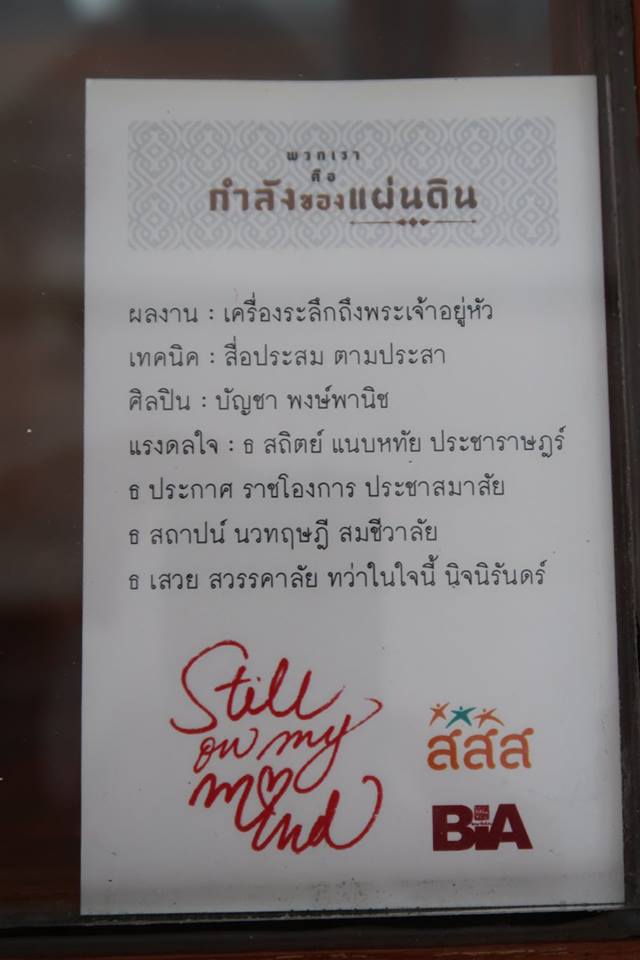 พวกเรา
คือ
กำลังของแผ่นดิน
ผลงาน : เครื่องระลึกถึงพระเจ้าอยู่หัว
เทคนิค : สื่อประสม ตามประสา
ศิลปิน : บัญชา พงษ์พานิช
แรงดลใจ : ธ สถิตย์ แนบหทัย ประชาราษฎร์
ธ ประกาศ ราชโองการ ประชาสมาสัย
ธ สถาปน์ นวทฤษฎี สมชีวาลัย
ธ เสวย สวรรคาลัย ทว่าในใจนี้ นิจนิรันดร์
Still
on my
mind
สสส
BIA